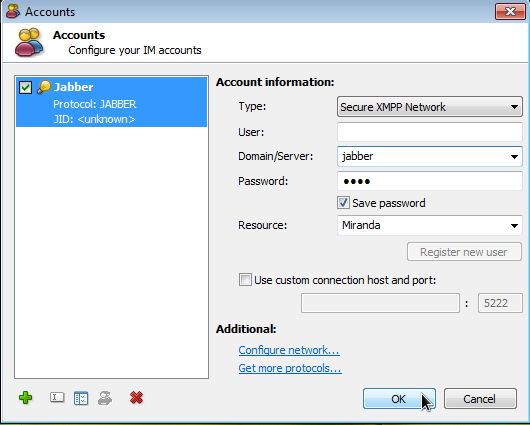 Accounts
Accounts
Configure your IM accounts
Jabber
Protocol: JABBER
JID: <unknown>
Account information:
Type: Secure XMPP Network
User:
Domain/Server: jabber
Password: ●●●●
Save password
Resource: Miranda
Register new user
Use custom connection host and port:
: 5222
Additional:
Configure network...
Get more protocols...
OK Cancel